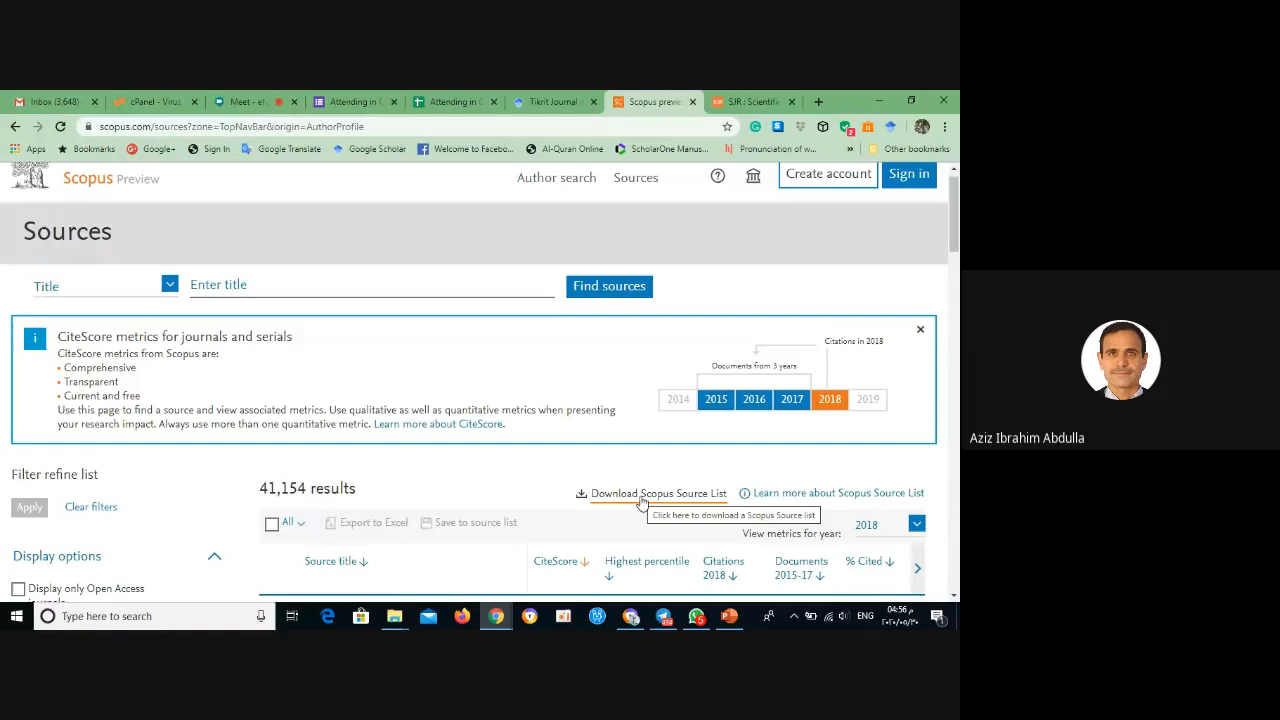 Inbox (3,648)
cPanel - Virus
Meet - eh
Attending in C
Attending in C
Tikrit Journal o
Scopus previe
SJR : Scientifi
scopus.com/sources?zone=TopNavBar&origin=AuthorProfile
Apps
Bookmarks
Google+
Sign In
Google Translate
Google Scholar
Welcome to Facebo...
Al-Quran Online
ScholarOne Manus...
Pronunciation of w...
»
Other bookmarks
Scopus Preview
Author search
Sources
Create account
Sign in
Sources
Title
Enter title
Find sources
CiteScore metrics for journals and serials
CiteScore metrics from Scopus are:
• Comprehensive
• Transparent
• Current and free
Use this page to find a source and view associated metrics. Use qualitative as well as quantitative metrics when presenting
your research impact. Always use more than one quantitative metric. Learn more about CiteScore.
Citations in 2018
Documents from 3 years
2014 2015 2016 2017 2018 2019
Aziz Ibrahim Abdulla
Filter refine list
Apply
Clear filters
41,154 results
Download Scopus Source List
Learn more about Scopus Source List
Click here to download a Scopus Source list
All
Export to Excel
Save to source list
View metrics for year:
2018
Display options
Display only Open Access
Source title
CiteScore
Highest percentile
Citations
2018
Documents
2015-17
% Cited
Type here to search
ENG
04:56 م